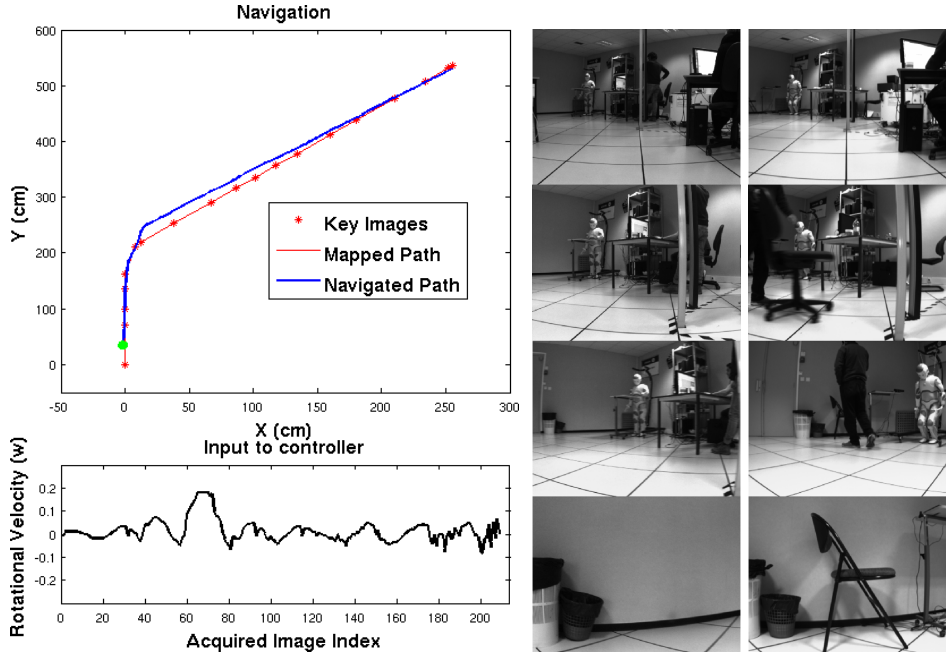 Navigation
600
500
400
300
200
100
0
Y (cm)
Key Images
Mapped Path
Navigated Path
-50 0 50 100 150 200 250 300
X (cm)
Input to controller
0.2
0.1
0
-0.1
-0.2
Rotational Velocity (w)
0 20 40 60 80 100 120 140 160 180 200
Acquired Image Index